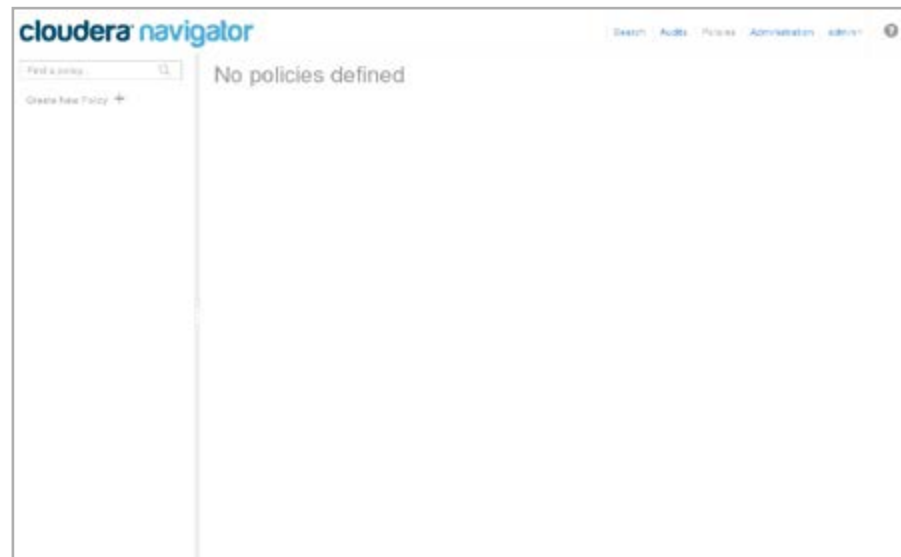 cloudera navigator
Search Audits Policies Administration admin
Find a policy...
No policies defined
Create New Policy +